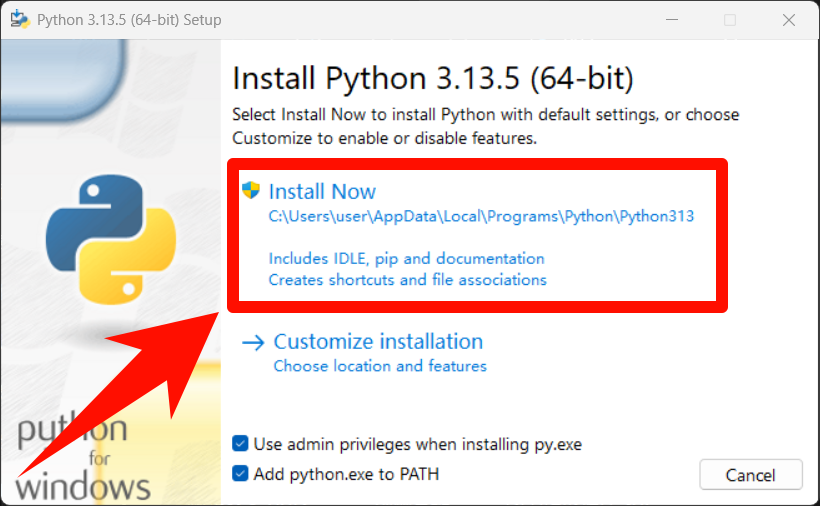 Python 3.13.5 (64-bit) Setup
Install Python 3.13.5 (64-bit)
Select Install Now to install Python with default settings, or choose
Customize to enable or disable features.
Install Now
C:\Users\user\AppData\Local\Programs\Python\Python313
Includes IDLE, pip and documentation
Creates shortcuts and file associations
Customize installation
Choose location and features
python
for
windows
Use admin privileges when installing py.exe
Add python.exe to PATH
Cancel